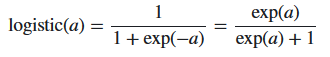 logistic(a) = 1 / (1 + exp(−a)) = exp(a) / (exp(a) + 1)